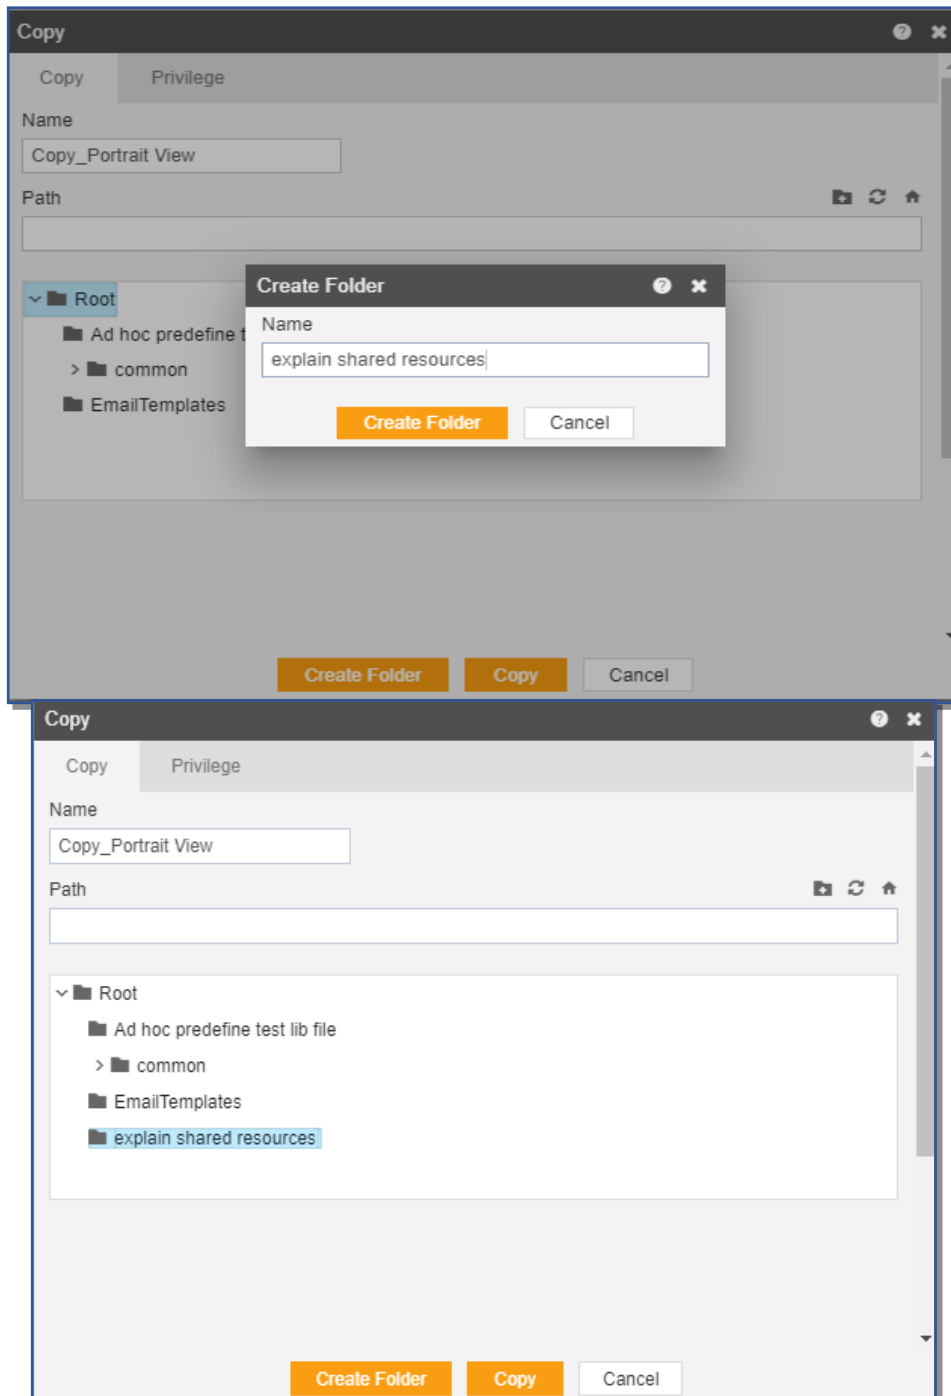 Copy
Copy Privilege
Name
Copy_Portrait View
Path
Root
Ad hoc predefine t
common
EmailTemplates
Create Folder
Name
explain shared resources
Create Folder Cancel
Create Folder Copy Cancel
Copy
Copy Privilege
Name
Copy_Portrait View
Path
Root
Ad hoc predefine test lib file
common
EmailTemplates
explain shared resources
Create Folder Copy Cancel